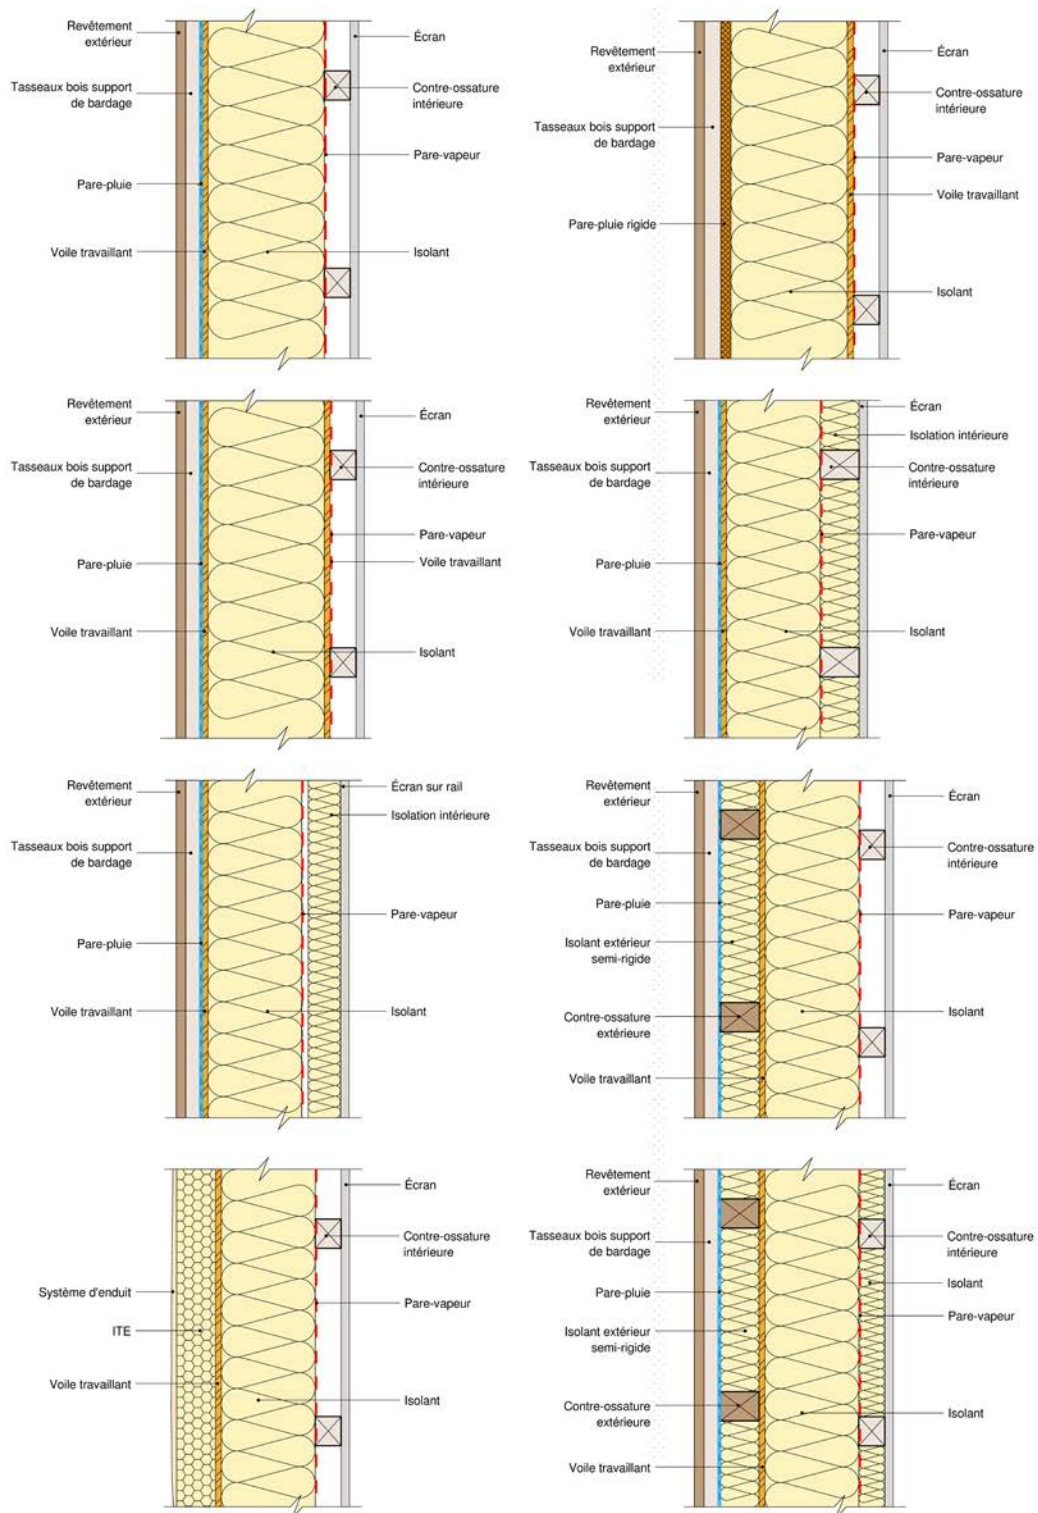 Revêtement
extérieur
Écran
Tasseaux bois support
de bardage
Contre-ossature
intérieure
Pare-vapeur
Pare-pluie
Voile travaillant
Isolant
Revêtement
extérieur
Écran
Contre-ossature
intérieure
Tasseaux bois support
de bardage
Pare-vapeur
Voile travaillant
Pare-pluie rigide
Isolant
Revêtement
extérieur
Écran
Tasseaux bois support
de bardage
Contre-ossature
intérieure
Pare-vapeur
Pare-pluie
Voile travaillant
Voile travaillant
Isolant
Revêtement
extérieur
Écran
Isolation intérieure
Tasseaux bois support
de bardage
Contre-ossature
intérieure
Pare-vapeur
Pare-pluie
Voile travaillant
Isolant
Revêtement
extérieur
Écran sur rail
Isolation intérieure
Tasseaux bois support
de bardage
Pare-vapeur
Pare-pluie
Voile travaillant
Isolant
Revêtement
extérieur
Écran
Tasseaux bois support
de bardage
Contre-ossature
intérieure
Pare-pluie
Pare-vapeur
Isolant extérieur
semi-rigide
Contre-ossature
extérieure
Isolant
Voile travaillant
Écran
Contre-ossature
intérieure
Système d'enduit
Pare-vapeur
ITE
Voile travaillant
Isolant
Revêtement
extérieur
Écran
Tasseaux bois support
de bardage
Contre-ossature
intérieure
Isolant
Pare-pluie
Pare-vapeur
Isolant extérieur
semi-rigide
Contre-ossature
extérieure
Isolant
Voile travaillant